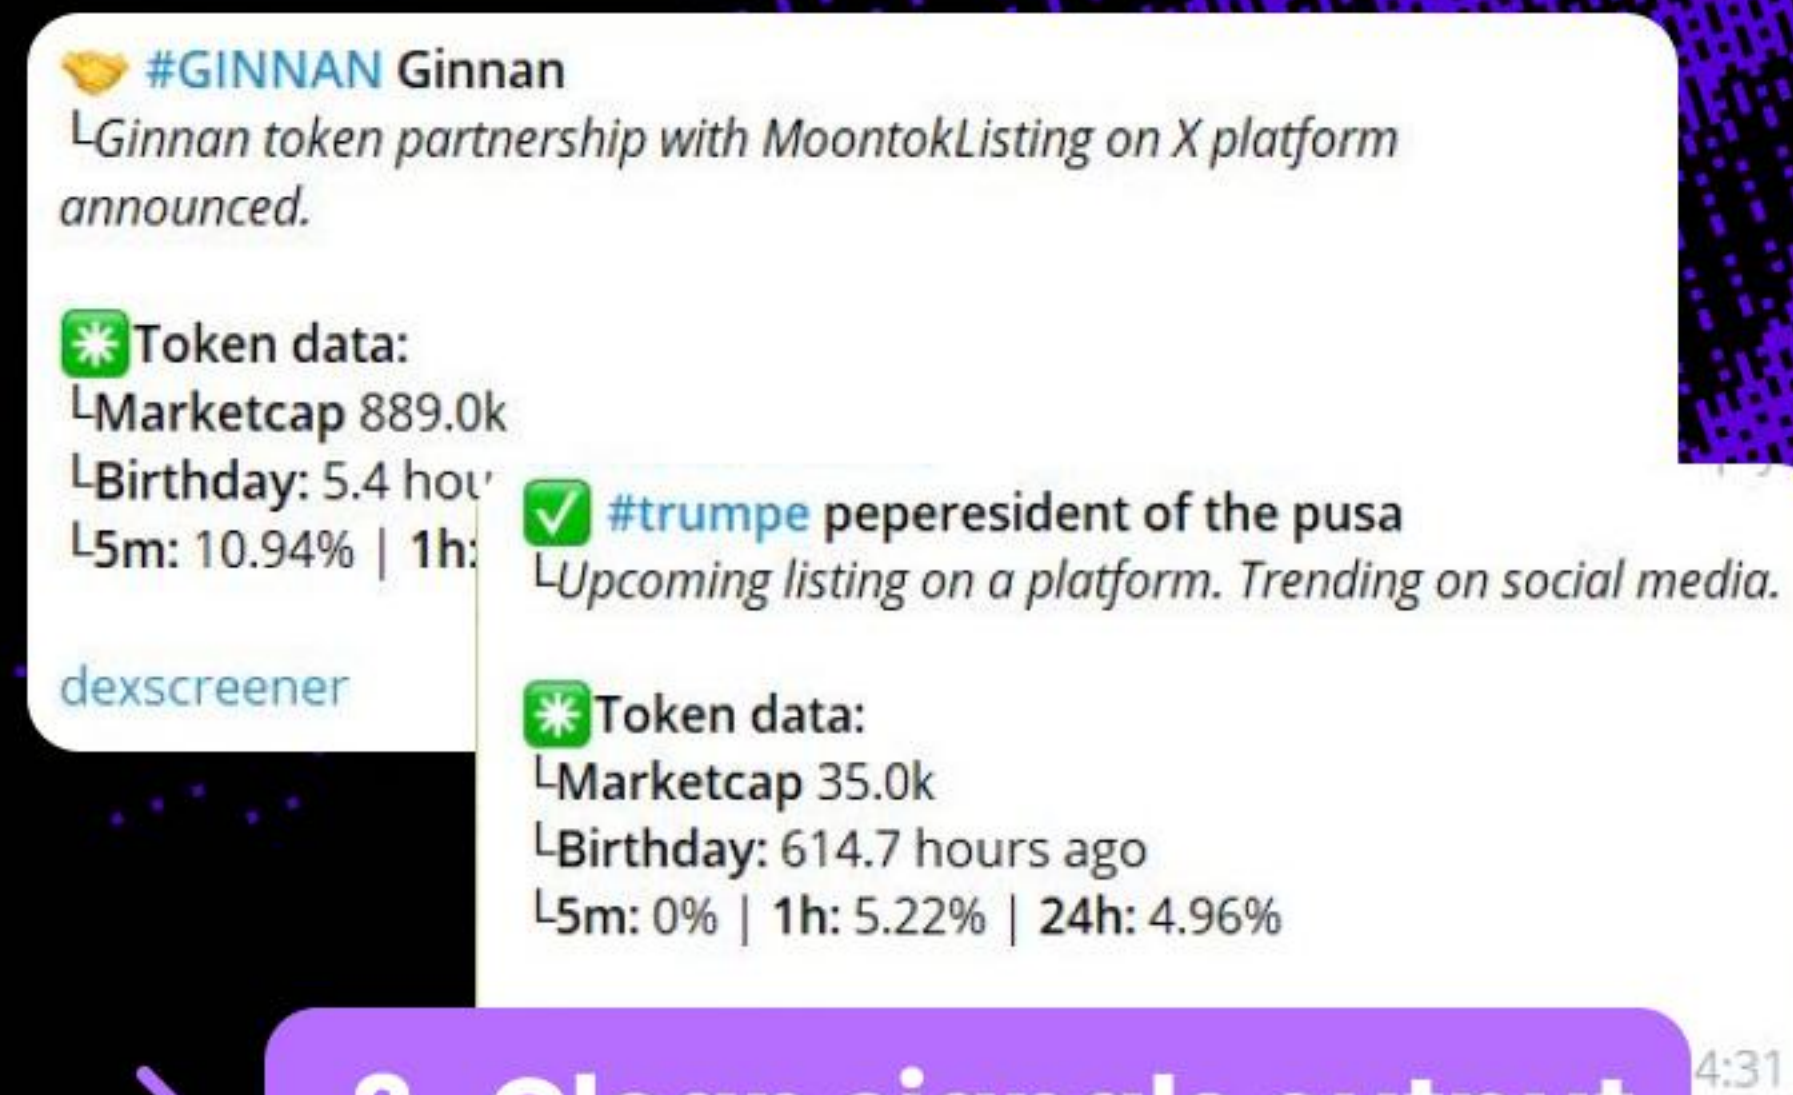 🤝 #GINNAN Ginnan
└Ginnan token partnership with MoontokListing on X platform
announced.
✳️Token data:
└Marketcap 889.0k
└Birthday: 5.4 hou
└5m: 10.94% | 1h:
dexscreener
✅ #trumpe peperesident of the pusa
└Upcoming listing on a platform. Trending on social media.
✳️Token data:
└Marketcap 35.0k
└Birthday: 614.7 hours ago
└5m: 0% | 1h: 5.22% | 24h: 4.96%
4:31